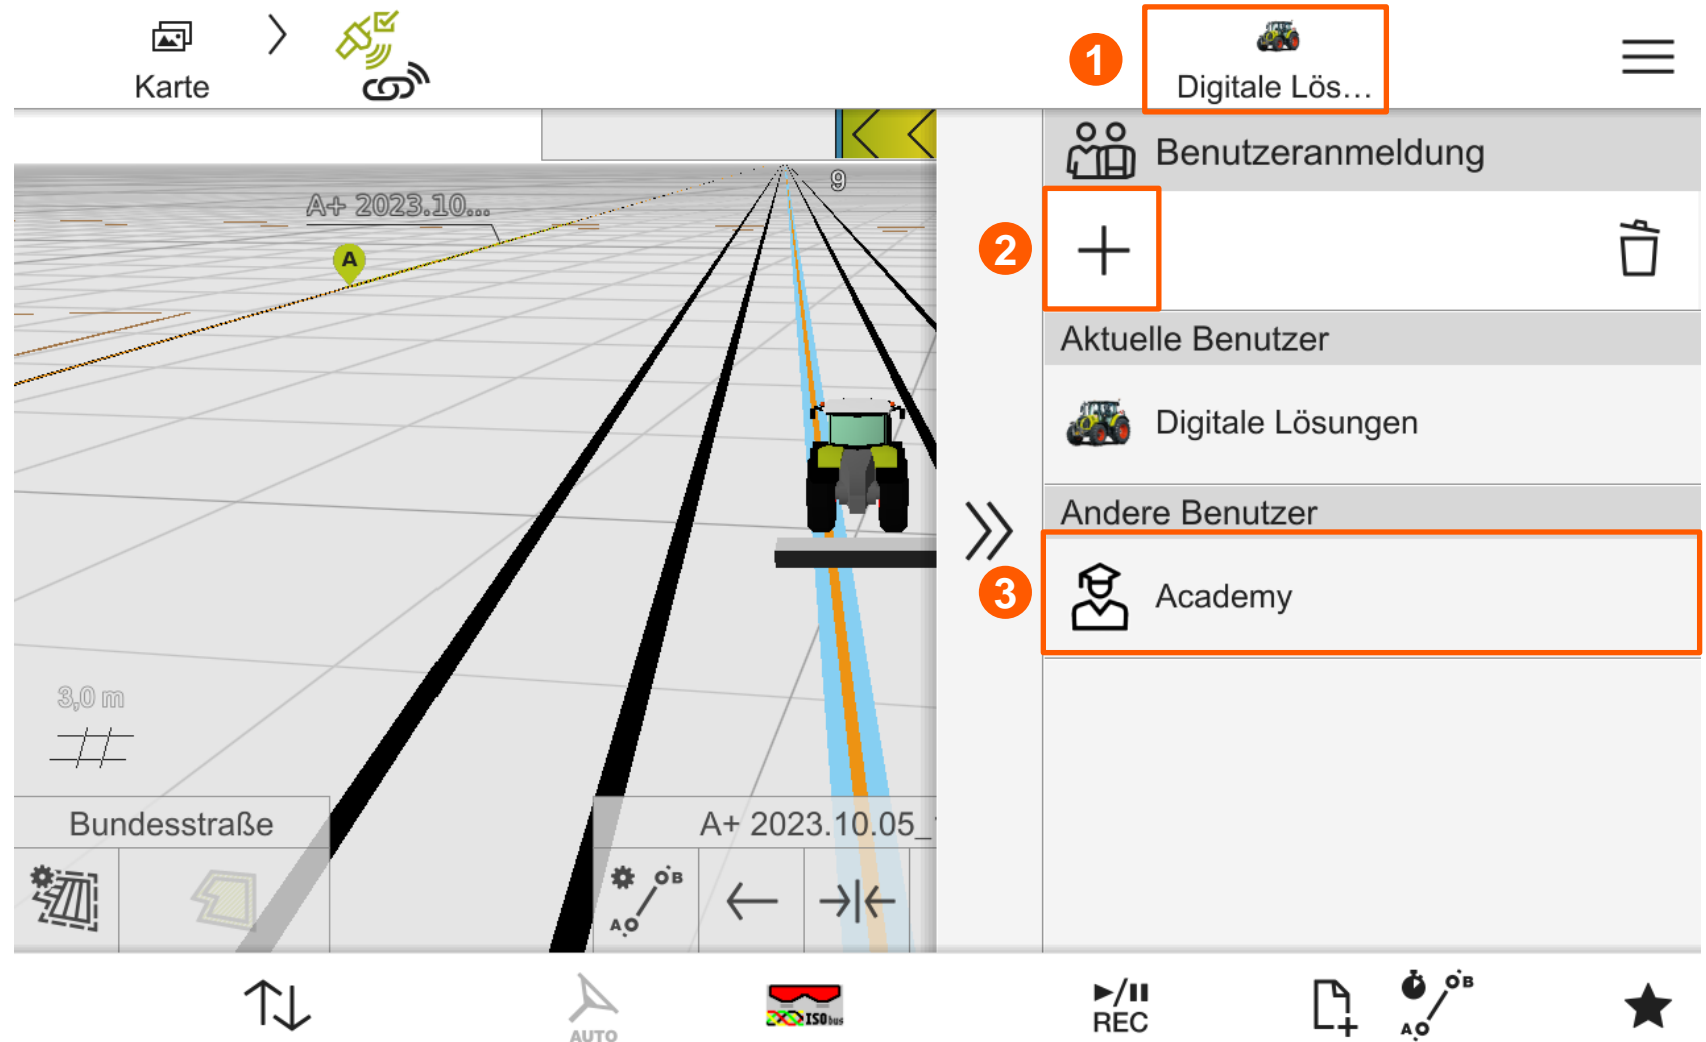 Karte
1
Digitale Lös...
Benutzeranmeldung
9
A+ 2023.10...
A
2
Aktuelle Benutzer
Digitale Lösungen
Andere Benutzer
3
Academy
3,0 m
Bundesstraße
A+ 2023.10.05_
B
A
AUTO
ISObus
▶/II
REC
B
A